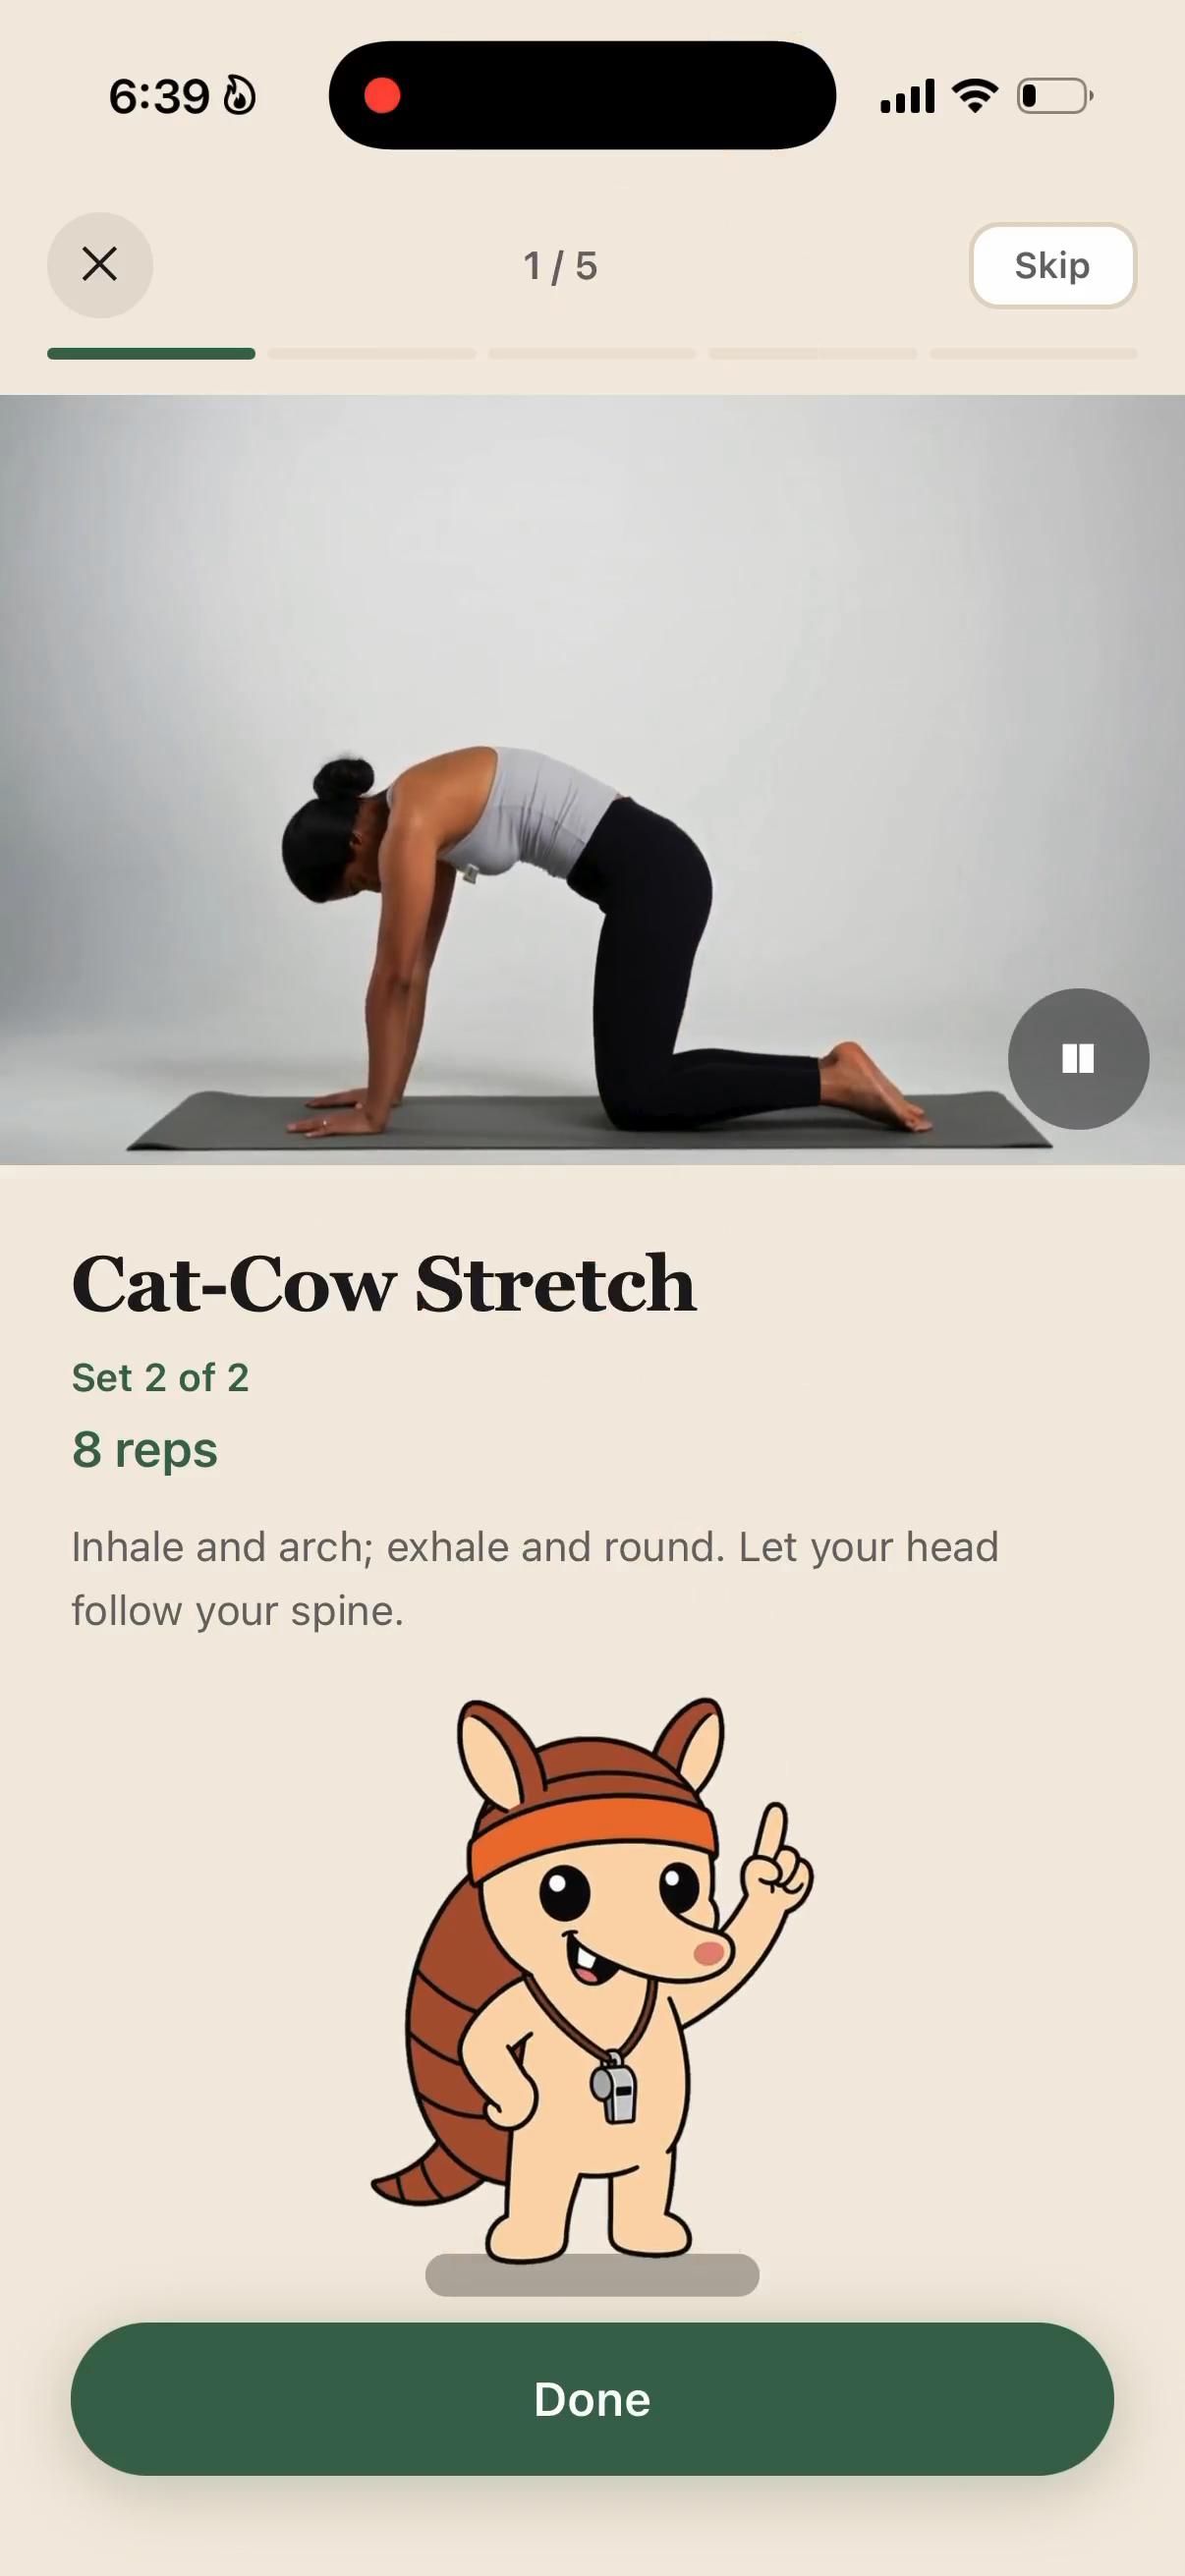 6:39
1 / 5
Skip
Cat-Cow Stretch
Set 2 of 2
8 reps
Inhale and arch; exhale and round. Let your head
follow your spine.
Done